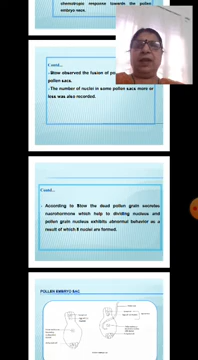 chemotropic response towards the pollen
embryo sacs.
Contd...
- Stow observed the fusion of po
pollen sacs.
- The number of nuclei in some pollen sacs more or
less was also recorded.
Contd...
- According to Stow the dead pollen grain secretes
necrohormone which help to dividing nucleus and
pollen grain nucleus exhibits abnormal behavior as a
result of which 8 nuclei are formed.
POLLEN EMBRYO SAC